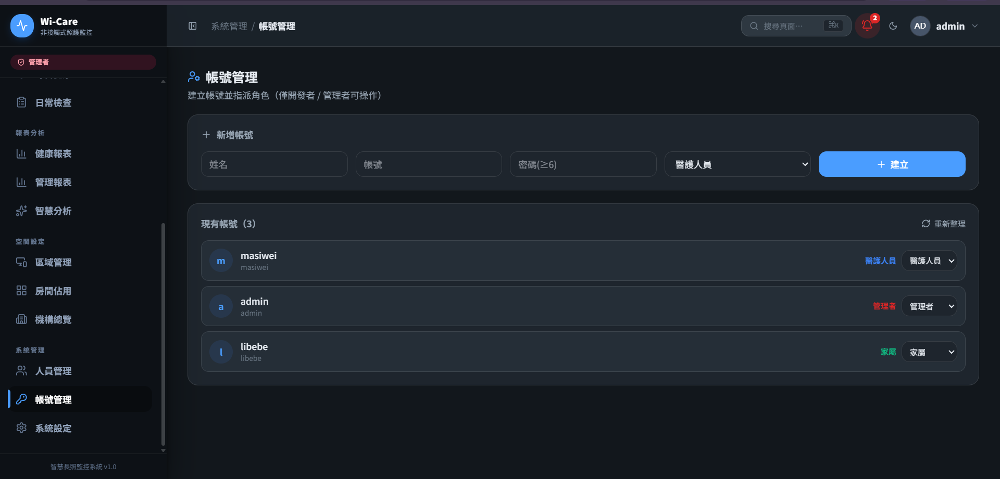 Wi-Care
非接觸式照護監控
管理者
日常檢查
報表分析
健康報表
管理報表
智慧分析
空間設定
區域管理
房間佔用
機構總覽
系統管理
人員管理
帳號管理
系統設定
智慧長照監控系統 v1.0
系統管理 / 帳號管理
搜尋頁面… ⌘K
2
AD admin
帳號管理
建立帳號並指派角色（僅開發者 / 管理者可操作）
新增帳號
姓名 帳號 密碼(≥6) 醫護人員 建立
現有帳號（3） 重新整理
m masiwei 醫護人員 醫護人員
masiwei
a admin 管理者 管理者
admin
l libebe 家屬 家屬
libebe